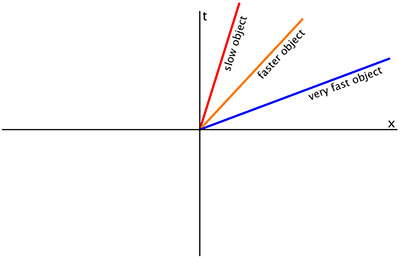 t
slow object
faster object
very fast object
x